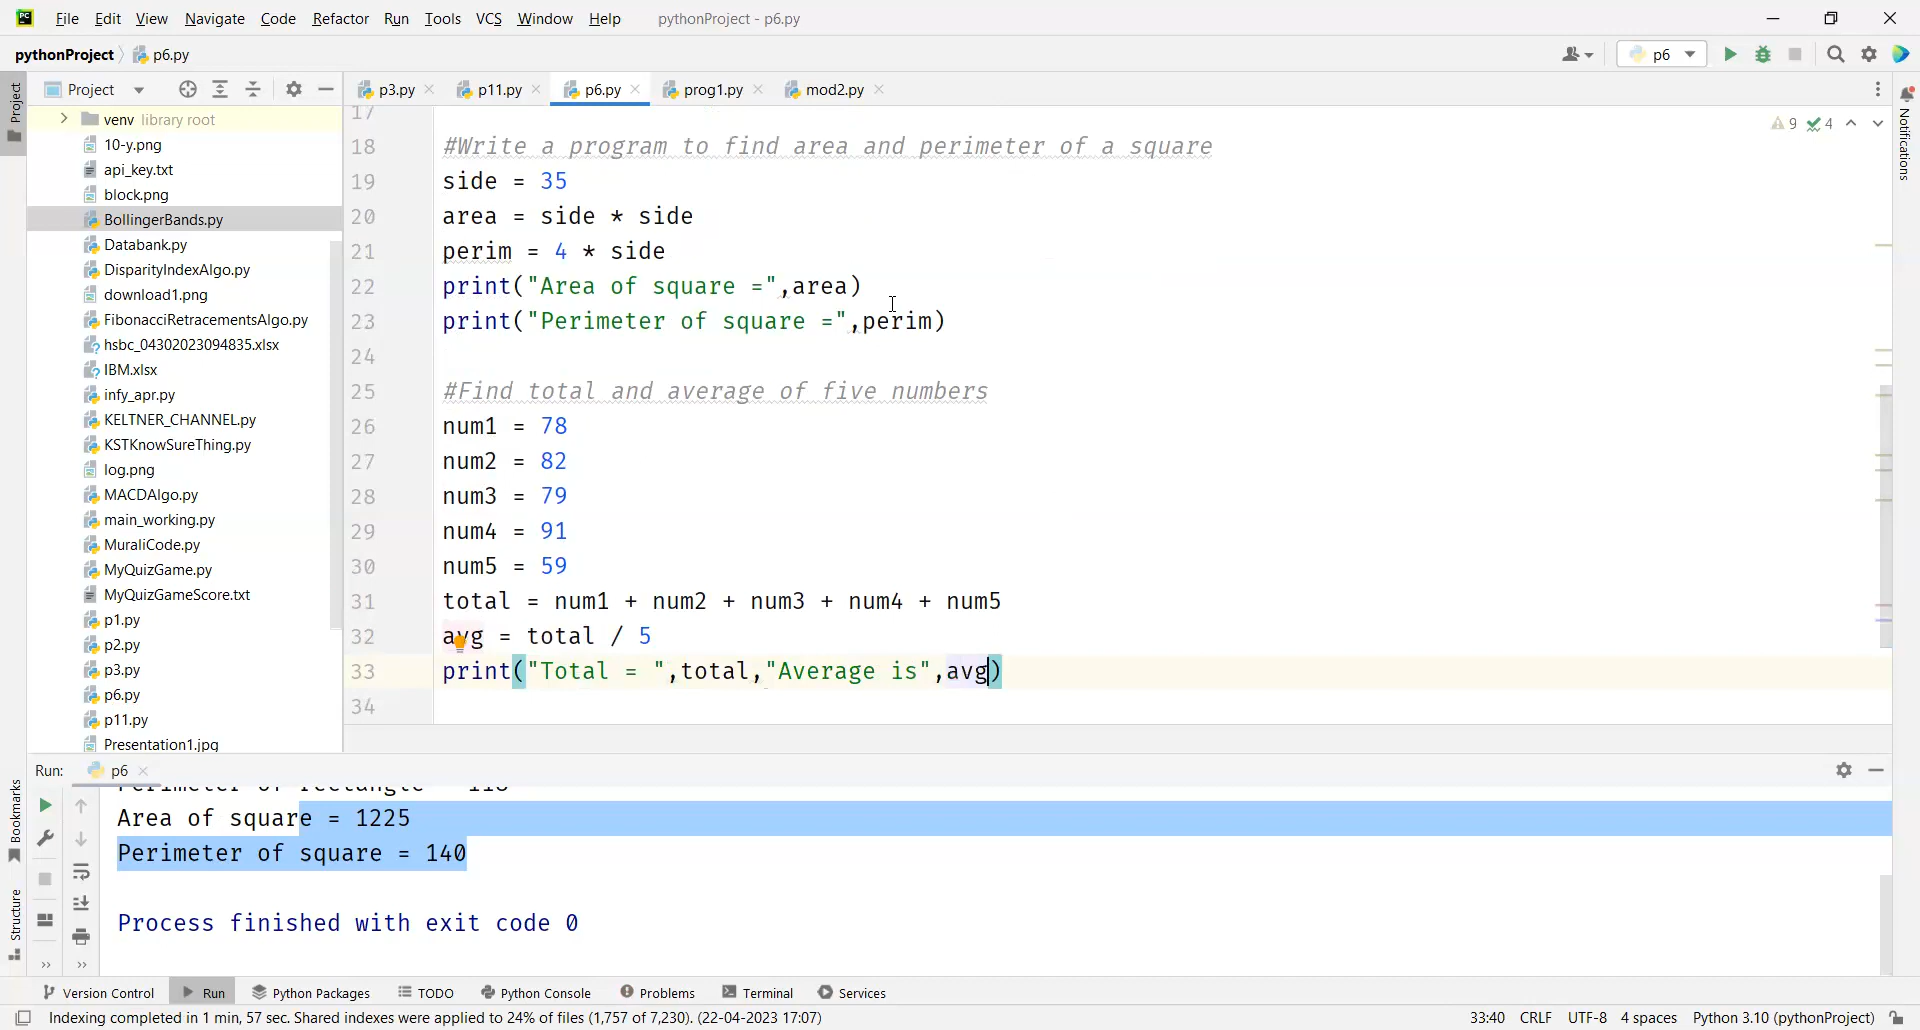 File Edit View Navigate Code Refactor Run Tools VCS Window Help pythonProject - p6.py
pythonProject p6.py p6
Project p3.py p11.py p6.py prog1.py mod2.py
Project
Notifications
Bookmarks
Structure
venv library root
10-y.png
api_key.txt
block.png
BollingerBands.py
Databank.py
DisparityIndexAlgo.py
download1.png
FibonacciRetracementsAlgo.py
hsbc_04302023094835.xlsx
IBM.xlsx
infy_apr.py
KELTNER_CHANNEL.py
KSTKnowSureThing.py
log.png
MACDAlgo.py
main_working.py
MuraliCode.py
MyQuizGame.py
MyQuizGameScore.txt
p1.py
p2.py
p3.py
p6.py
p11.py
Presentation1.jpg
9 4
17
18 #Write a program to find area and perimeter of a square
19 side = 35
20 area = side * side
21 perim = 4 * side
22 print("Area of square =",area)
23 print("Perimeter of square =",perim)
24
25 #Find total and average of five numbers
26 num1 = 78
27 num2 = 82
28 num3 = 79
29 num4 = 91
30 num5 = 59
31 total = num1 + num2 + num3 + num4 + num5
32 avg = total / 5
33 print("Total = ",total,"Average is",avg)
34
Run: p6
Area of square = 1225
Perimeter of square = 140
Process finished with exit code 0
Version Control Run Python Packages TODO Python Console Problems Terminal Services
Indexing completed in 1 min, 57 sec. Shared indexes were applied to 24% of files (1,757 of 7,230). (22-04-2023 17:07) 33:40 CRLF UTF-8 4 spaces Python 3.10 (pythonProject)